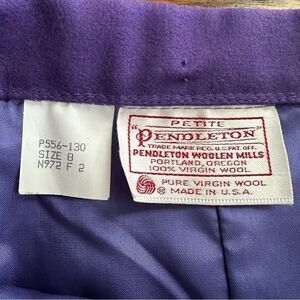 P556-130
SIZE 8
N972 F 2
PETITE
"PENDLETON"
TRADE MARK REG. U.S. PAT. OFF.
PENDLETON WOOLEN MILLS
PORTLAND, OREGON
100% VIRGIN WOOL
PURE VIRGIN WOOL
® MADE IN U.S.A.